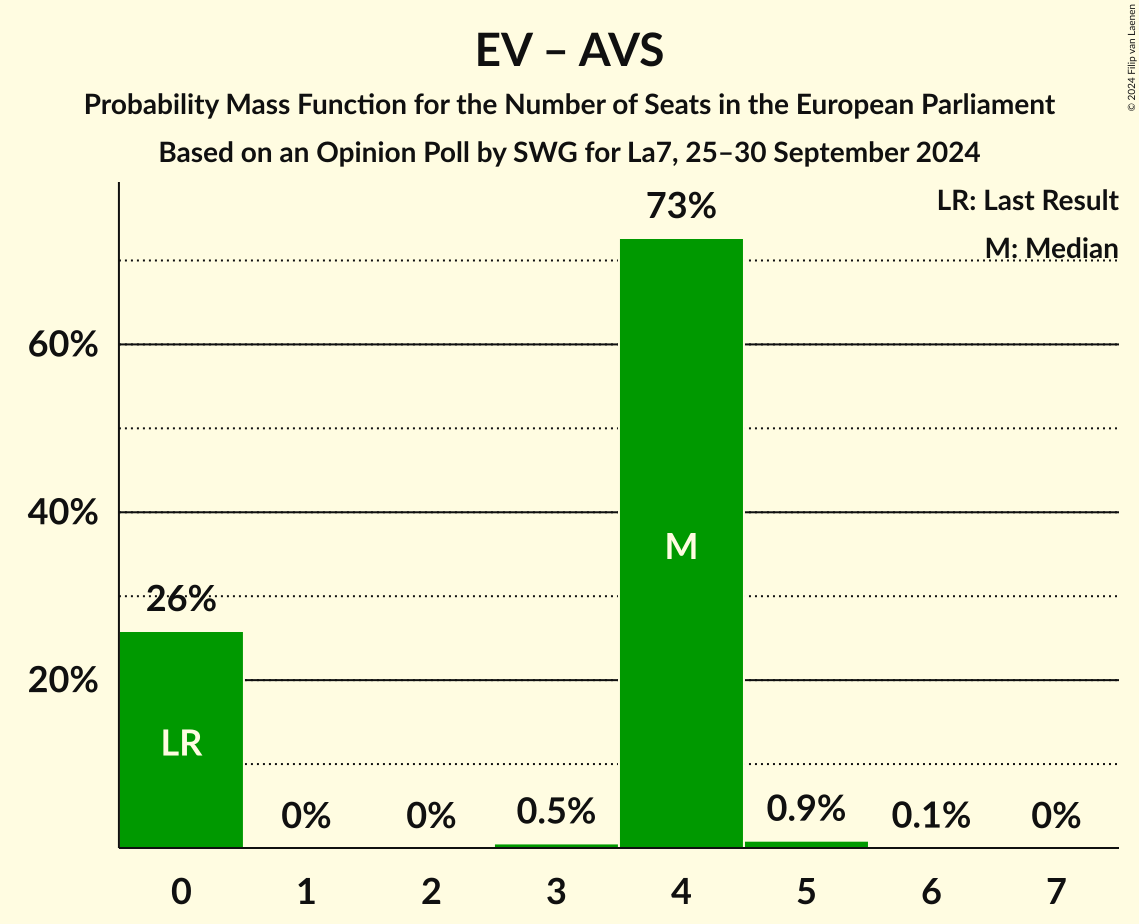 EV – AVS
Probability Mass Function for the Number of Seats in the European Parliament
Based on an Opinion Poll by SWG for La7, 25–30 September 2024
© 2024 Filip van Laenen
LR: Last Result
M: Median
60%
40%
20%
26%
0%
0%
0.5%
73%
0.9%
0.1%
0%
LR
M
0
1
2
3
4
5
6
7